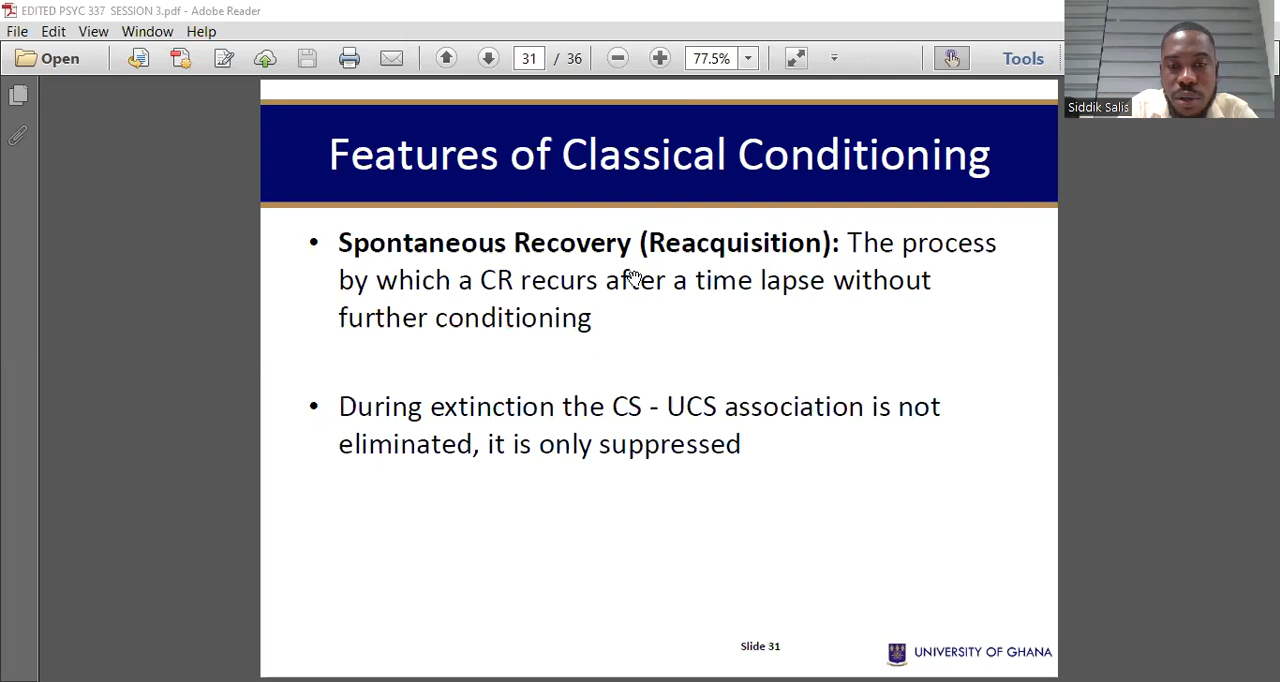 EDITED PSYC 337  SESSION 3.pdf - Adobe Reader
File Edit View Window Help
Open 31 / 36 77.5% Tools
Siddik Salis
Features of Classical Conditioning
• Spontaneous Recovery (Reacquisition): The process
by which a CR recurs after a time lapse without
further conditioning
• During extinction the CS - UCS association is not
eliminated, it is only suppressed
Slide 31
UNIVERSITY OF GHANA